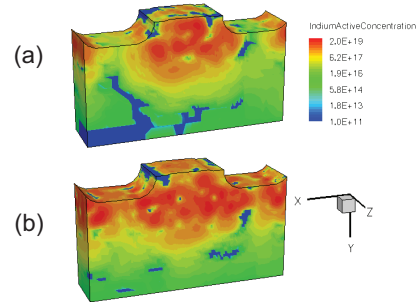 (a)
IndiumActiveConcentration
2.0E+19
6.2E+17
1.9E+16
5.8E+14
1.8E+13
1.0E+11
(b)
X
Z
Y